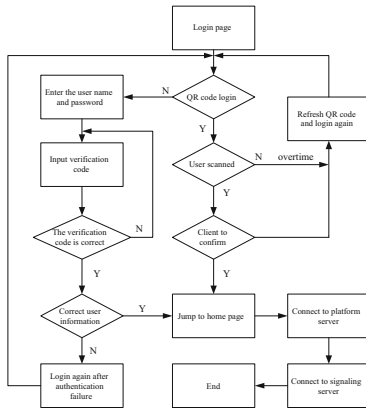 Login page
QR code login
N
Y
Enter the user name
and password
Refresh QR code
and login again
Input verification
code
User scanned
N
overtime
Y
The verification
code is correct
N
Y
Client to
confirm
Y
Correct user
information
Y
N
Jump to home page
Connect to platform
server
Login again after
authentication
failure
End
Connect to signaling
server